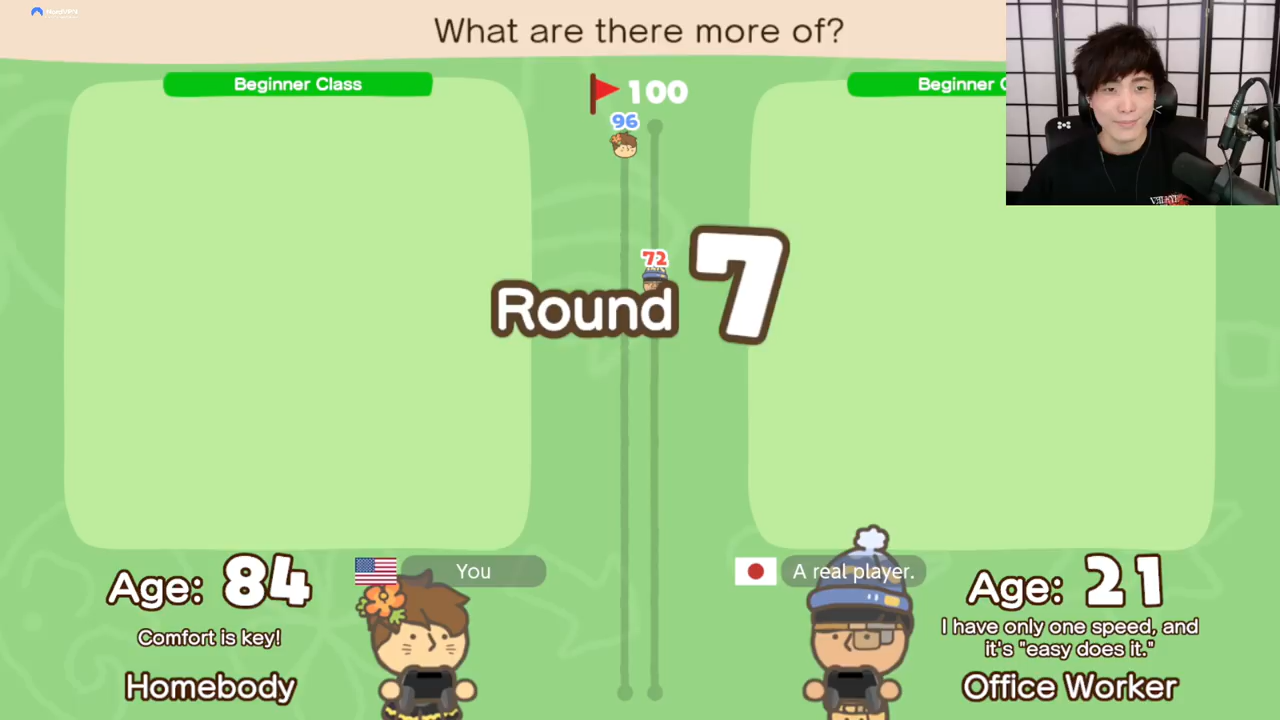 What are there more of?
Beginner Class
100
Beginner
96
72
Round 7
You
A real player.
Age: 84
Age: 21
Comfort is key!
I have only one speed, and
it's "easy does it."
Homebody
Office Worker